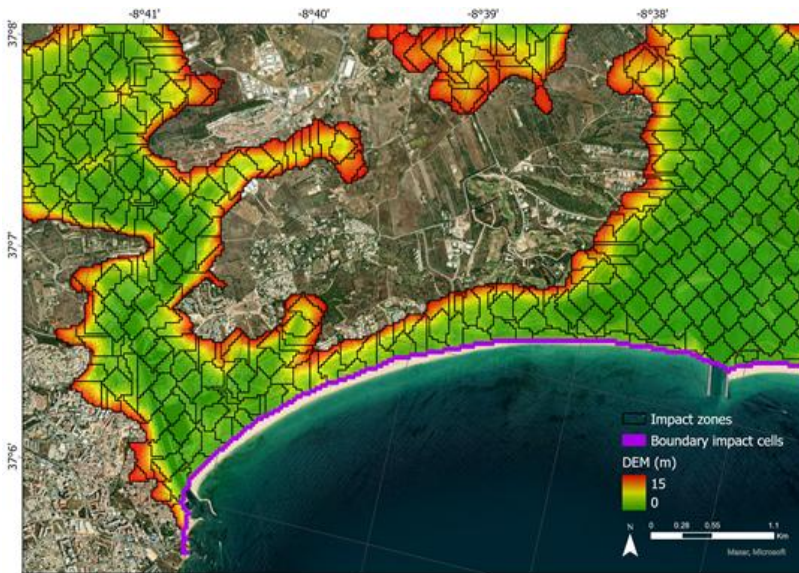 -8°41' -8°40' -8°39' -8°38'
37°8'
37°7'
37°6'
Impact zones
Boundary impact cells
DEM (m)
15
0
N
0 0.28 0.55 1.1
Km
Maxar, Microsoft